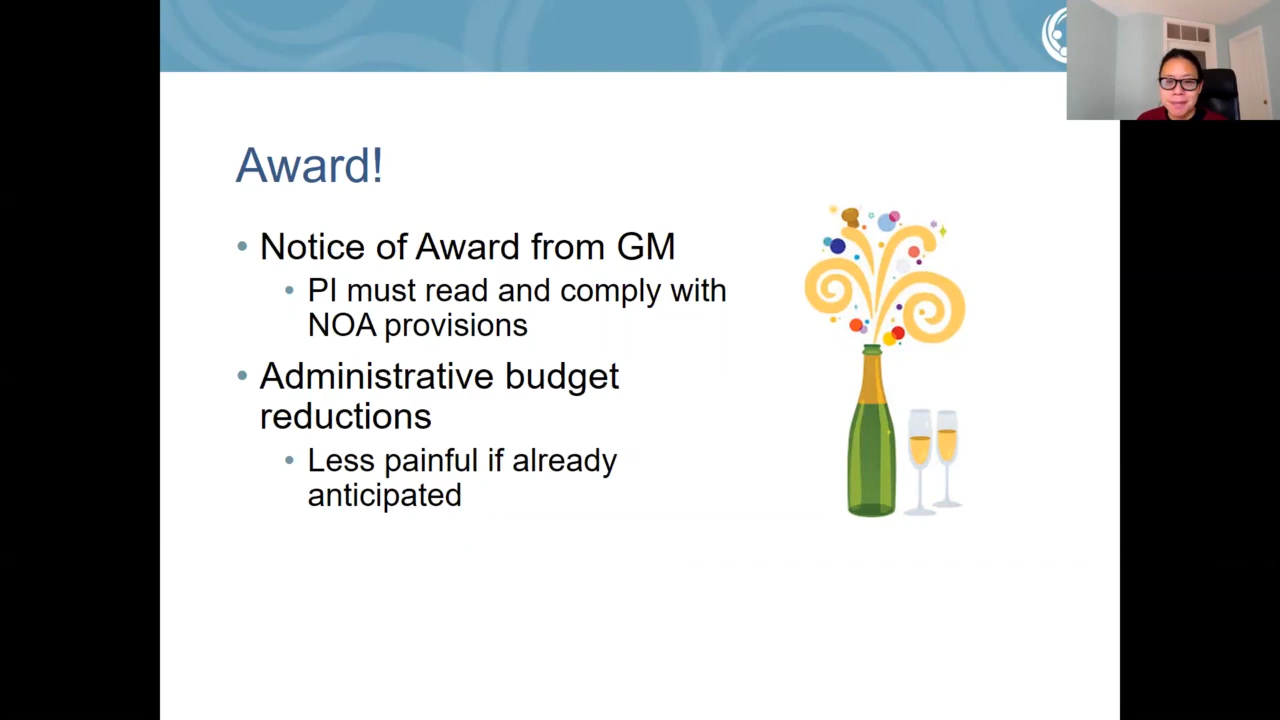 Award!
• Notice of Award from GM
• PI must read and comply with
NOA provisions
• Administrative budget
reductions
• Less painful if already
anticipated